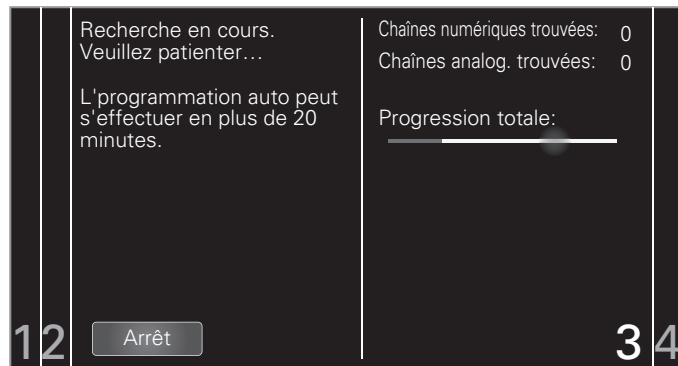 Recherche en cours.
Veuillez patienter…
L'programmation auto peut
s'effectuer en plus de 20
minutes.
Arrêt
Chaînes numériques trouvées: 0
Chaînes analog. trouvées: 0
Progression totale:
1 2 3 4